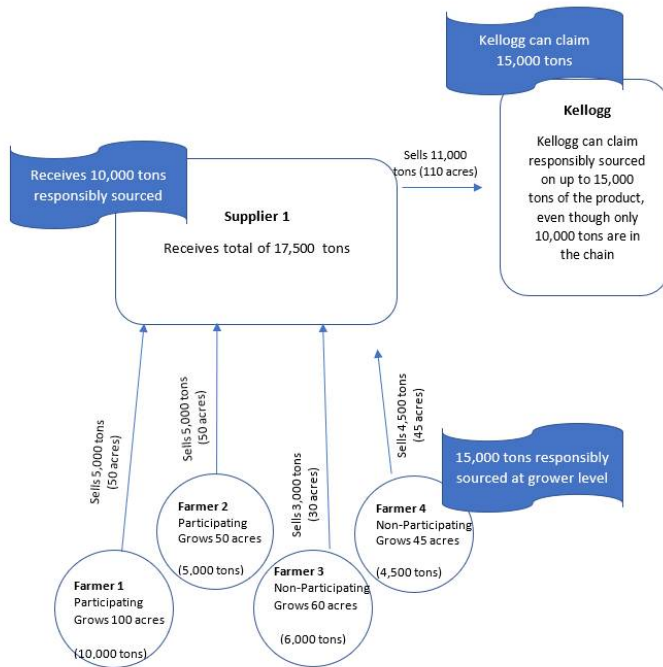 Kellogg can claim
15,000 tons
Kellogg
Kellogg can claim
responsibly sourced
on up to 15,000
tons of the product,
even though only
10,000 tons are in
the chain
Sells 11,000
tons (110 acres)
Receives 10,000 tons
responsibly sourced
Supplier 1
Receives total of 17,500 tons
Sells 5,000 tons
(50 acres)
Sells 5,000 tons
(50 acres)
Sells 3,000 tons
(30 acres)
Sells 4,500 tons
(45 acres)
15,000 tons responsibly
sourced at grower level
Farmer 1
Participating
Grows 100 acres
(10,000 tons)
Farmer 2
Participating
Grows 50 acres
(5,000 tons)
Farmer 3
Non-Participating
Grows 60 acres
(6,000 tons)
Farmer 4
Non-Participating
Grows 45 acres
(4,500 tons)